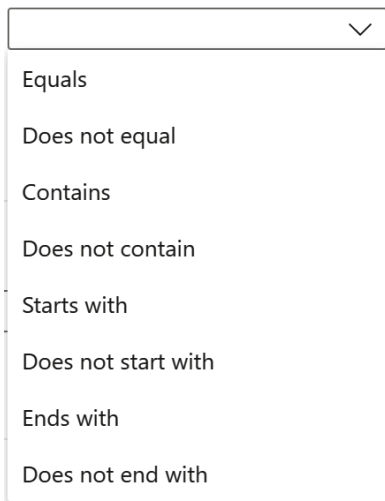 Equals
Does not equal
Contains
Does not contain
Starts with
Does not start with
Ends with
Does not end with